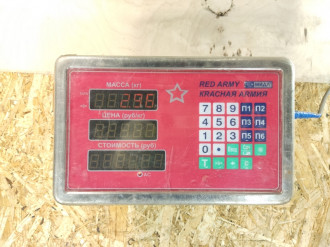 МАССА (кг)
RED ARMY
КРАСНАЯ АРМИЯ
7 8 9 П1 П2
ЦЕНА (руб/кг)
4 5 6 П3 П4
1 2 3 П5 П6
СТОИМОСТЬ (руб)
0
T